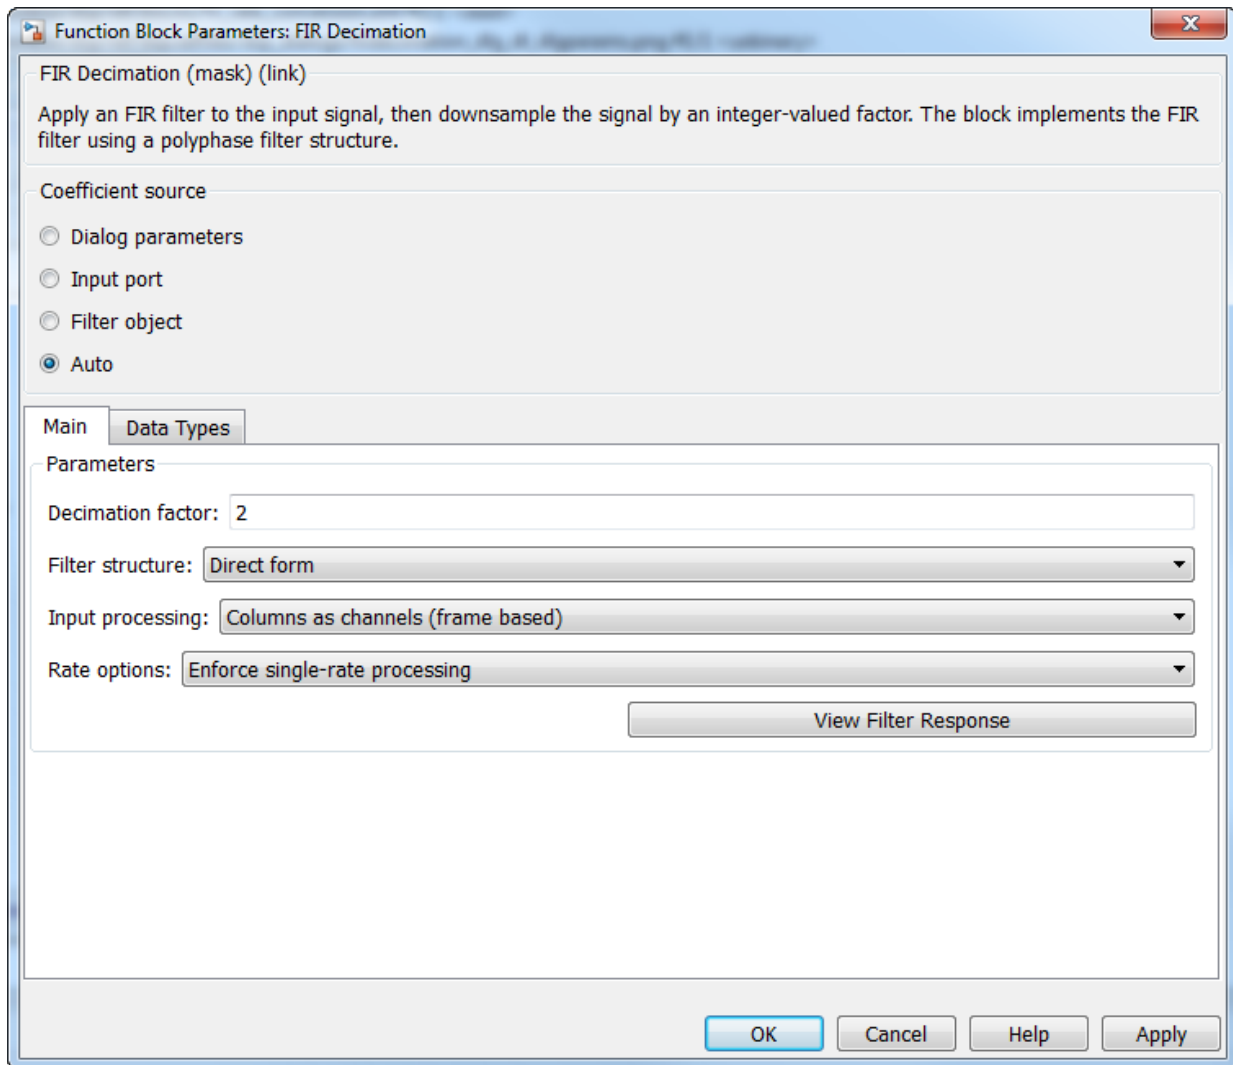 Function Block Parameters: FIR Decimation
FIR Decimation (mask) (link)
Apply an FIR filter to the input signal, then downsample the signal by an integer-valued factor. The block implements the FIR
filter using a polyphase filter structure.
Coefficient source
Dialog parameters
Input port
Filter object
Auto
Main Data Types
Parameters
Decimation factor: 2
Filter structure: Direct form
Input processing: Columns as channels (frame based)
Rate options: Enforce single-rate processing
View Filter Response
OK Cancel Help Apply